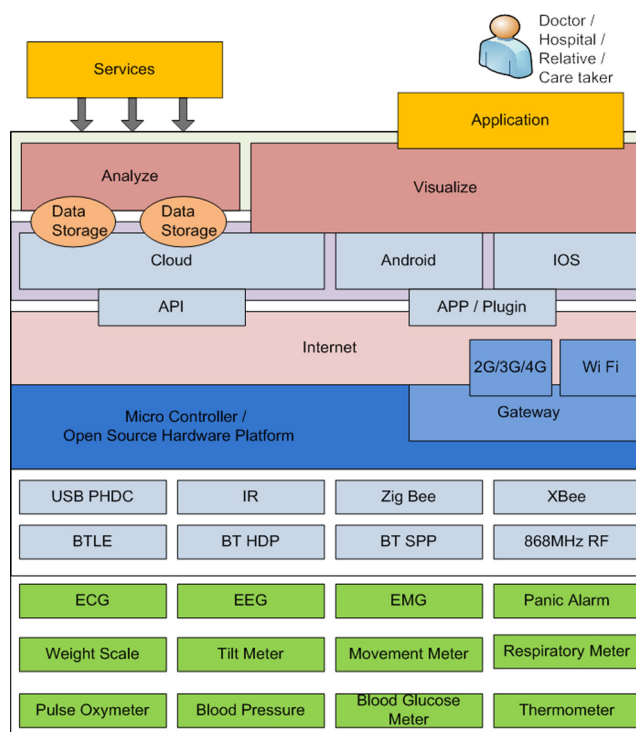 Doctor /
Hospital /
Relative /
Care taker
Services
Application
Analyze
Visualize
Data
Storage
Data
Storage
Cloud
Android
IOS
API
APP / Plugin
Internet
2G/3G/4G
Wi Fi
Gateway
Micro Controller /
Open Source Hardware Platform
USB PHDC
IR
Zig Bee
XBee
BTLE
BT HDP
BT SPP
868MHz RF
ECG
EEG
EMG
Panic Alarm
Weight Scale
Tilt Meter
Movement Meter
Respiratory Meter
Pulse Oxymeter
Blood Pressure
Blood Glucose
Meter
Thermometer